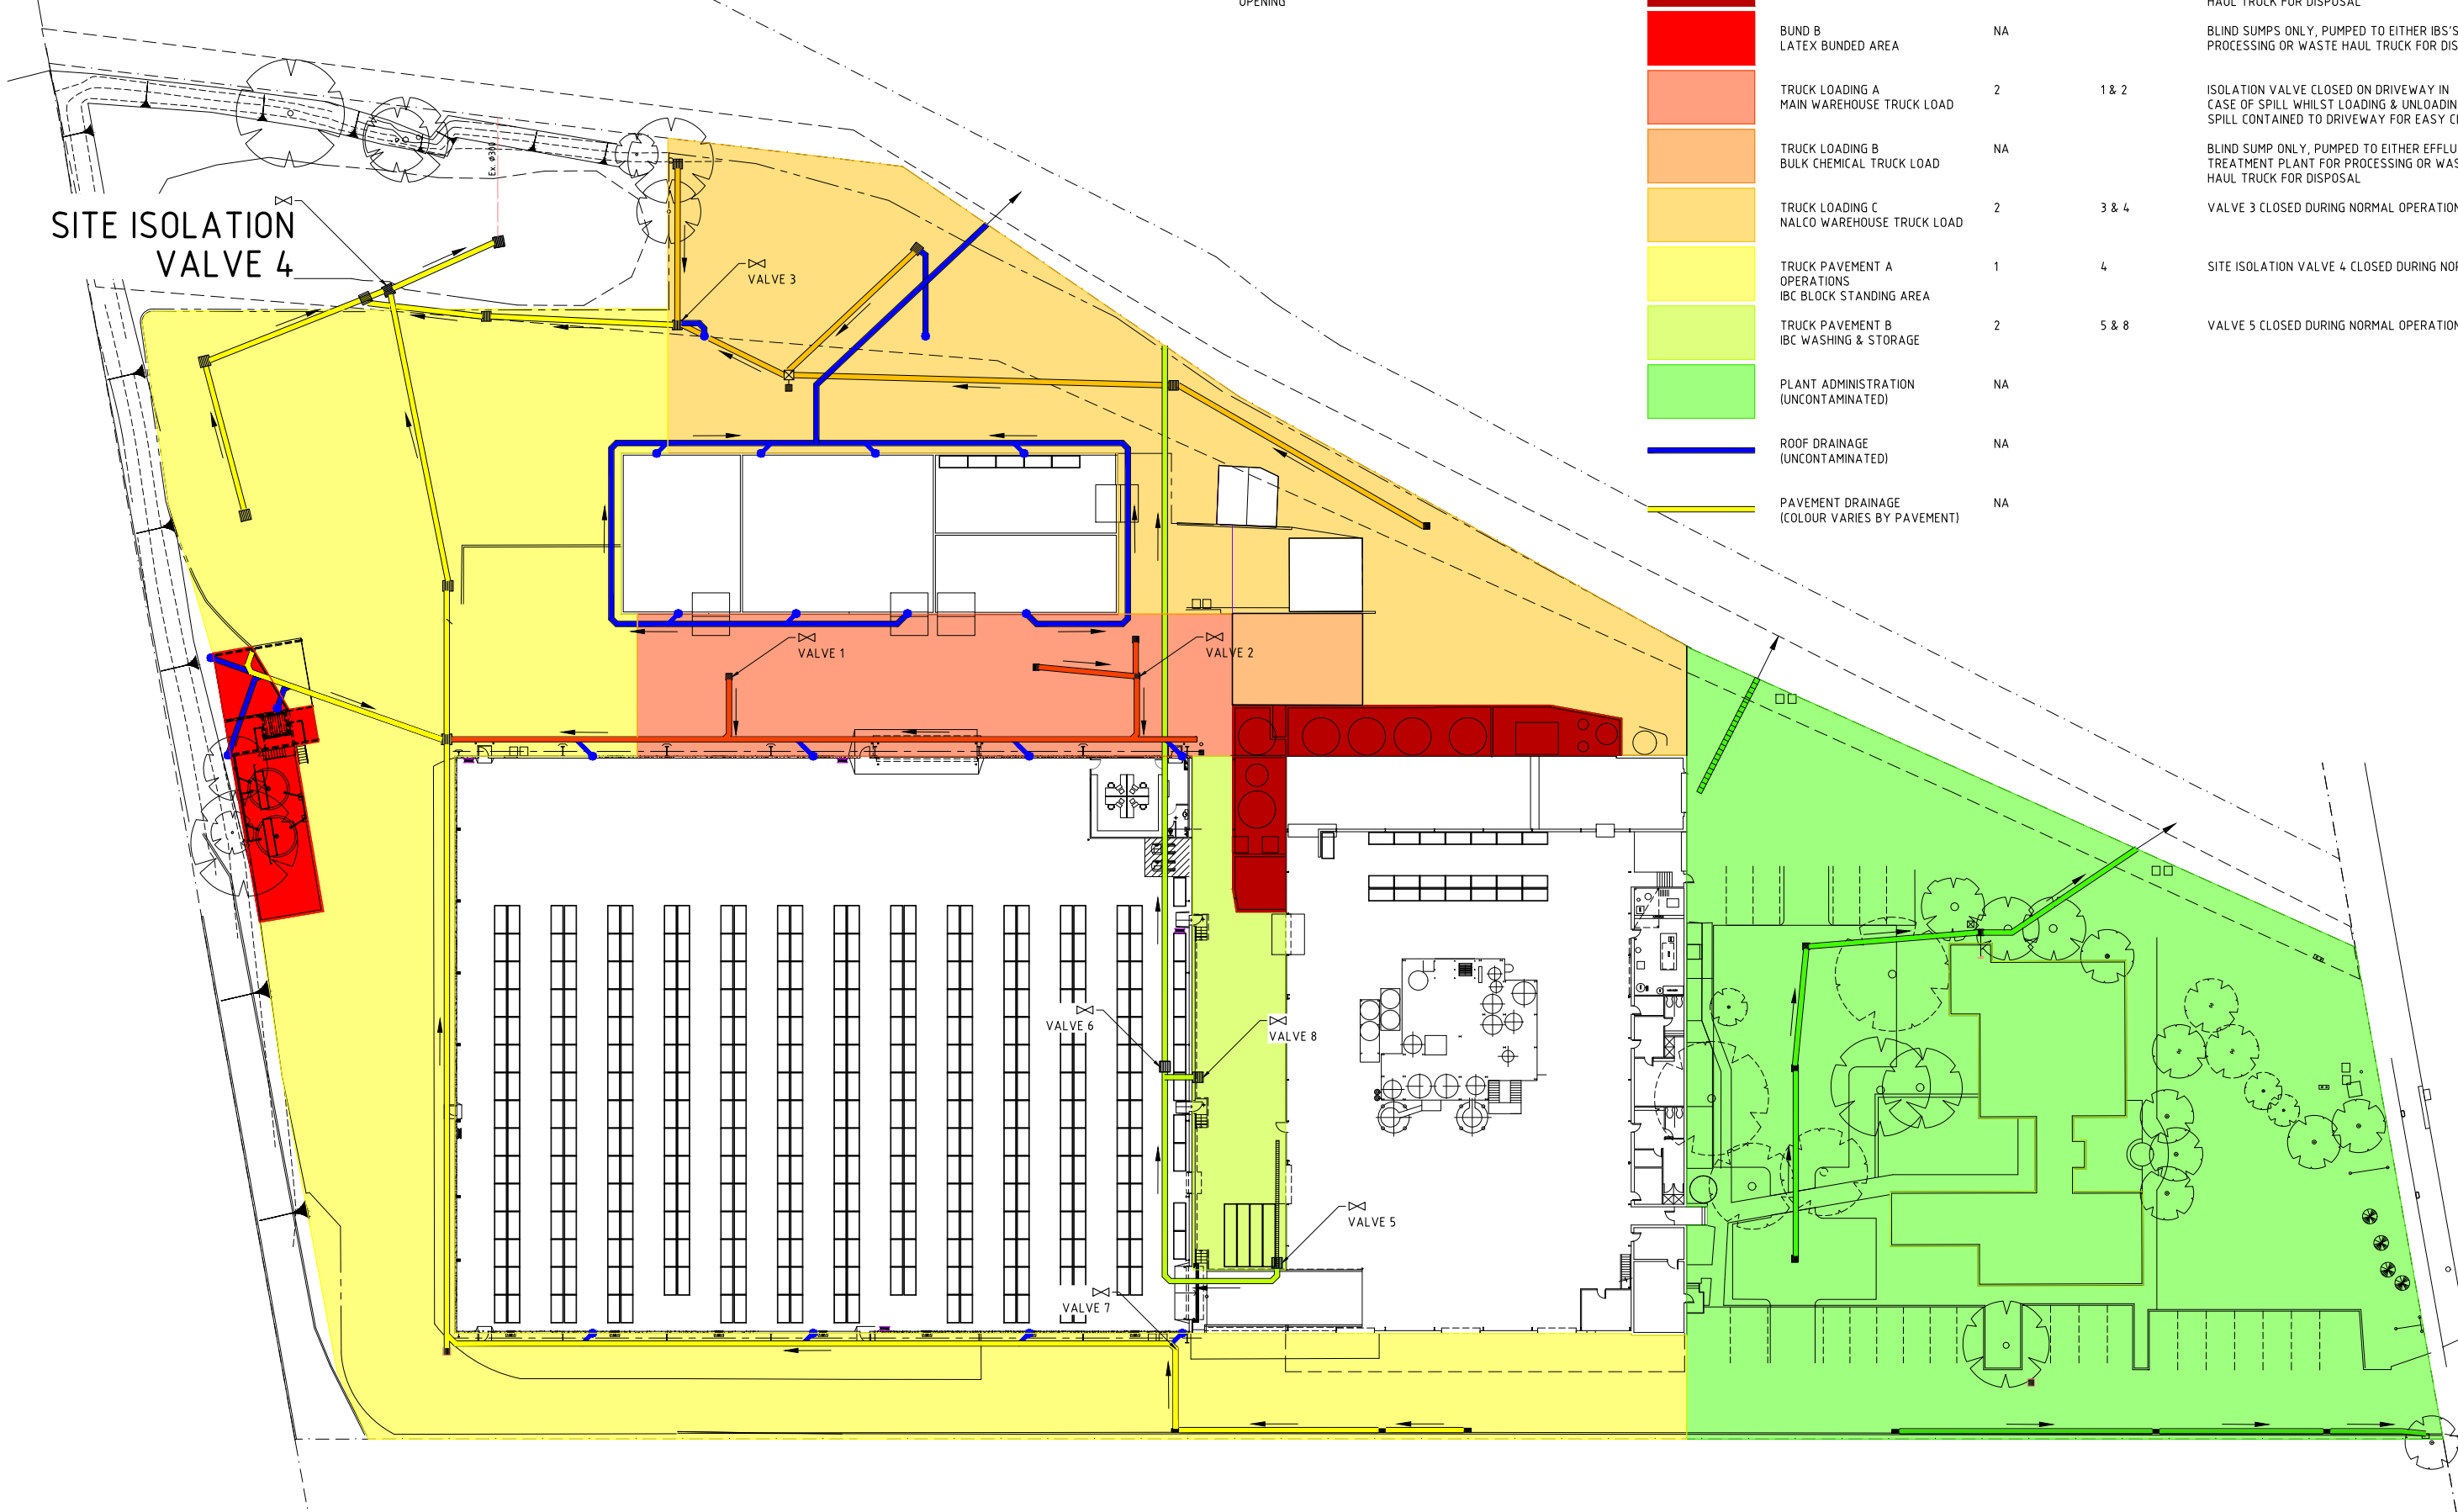 OPENING
HAUL TRUCK FOR DISPOSAL
BUND B
LATEX BUNDED AREA
NA
BLIND SUMPS ONLY, PUMPED TO EITHER IBS'S
PROCESSING OR WASTE HAUL TRUCK FOR DIS
TRUCK LOADING A
MAIN WAREHOUSE TRUCK LOAD
2
1 & 2
ISOLATION VALVE CLOSED ON DRIVEWAY IN
CASE OF SPILL WHILST LOADING & UNLOADIN
SPILL CONTAINED TO DRIVEWAY FOR EASY C
TRUCK LOADING B
BULK CHEMICAL TRUCK LOAD
NA
BLIND SUMP ONLY, PUMPED TO EITHER EFFLU
TREATMENT PLANT FOR PROCESSING OR WAS
HAUL TRUCK FOR DISPOSAL
TRUCK LOADING C
NALCO WAREHOUSE TRUCK LOAD
2
3 & 4
VALVE 3 CLOSED DURING NORMAL OPERATION
TRUCK PAVEMENT A
OPERATIONS
IBC BLOCK STANDING AREA
1
4
SITE ISOLATION VALVE 4 CLOSED DURING NOR
TRUCK PAVEMENT B
IBC WASHING & STORAGE
2
5 & 8
VALVE 5 CLOSED DURING NORMAL OPERATION
PLANT ADMINISTRATION
(UNCONTAMINATED)
NA
ROOF DRAINAGE
(UNCONTAMINATED)
NA
PAVEMENT DRAINAGE
(COLOUR VARIES BY PAVEMENT)
NA
Ex. Ø300
SITE ISOLATION
VALVE 4
VALVE 3
VALVE 1
VALVE 2
VALVE 6
VALVE 8
VALVE 5
VALVE 7